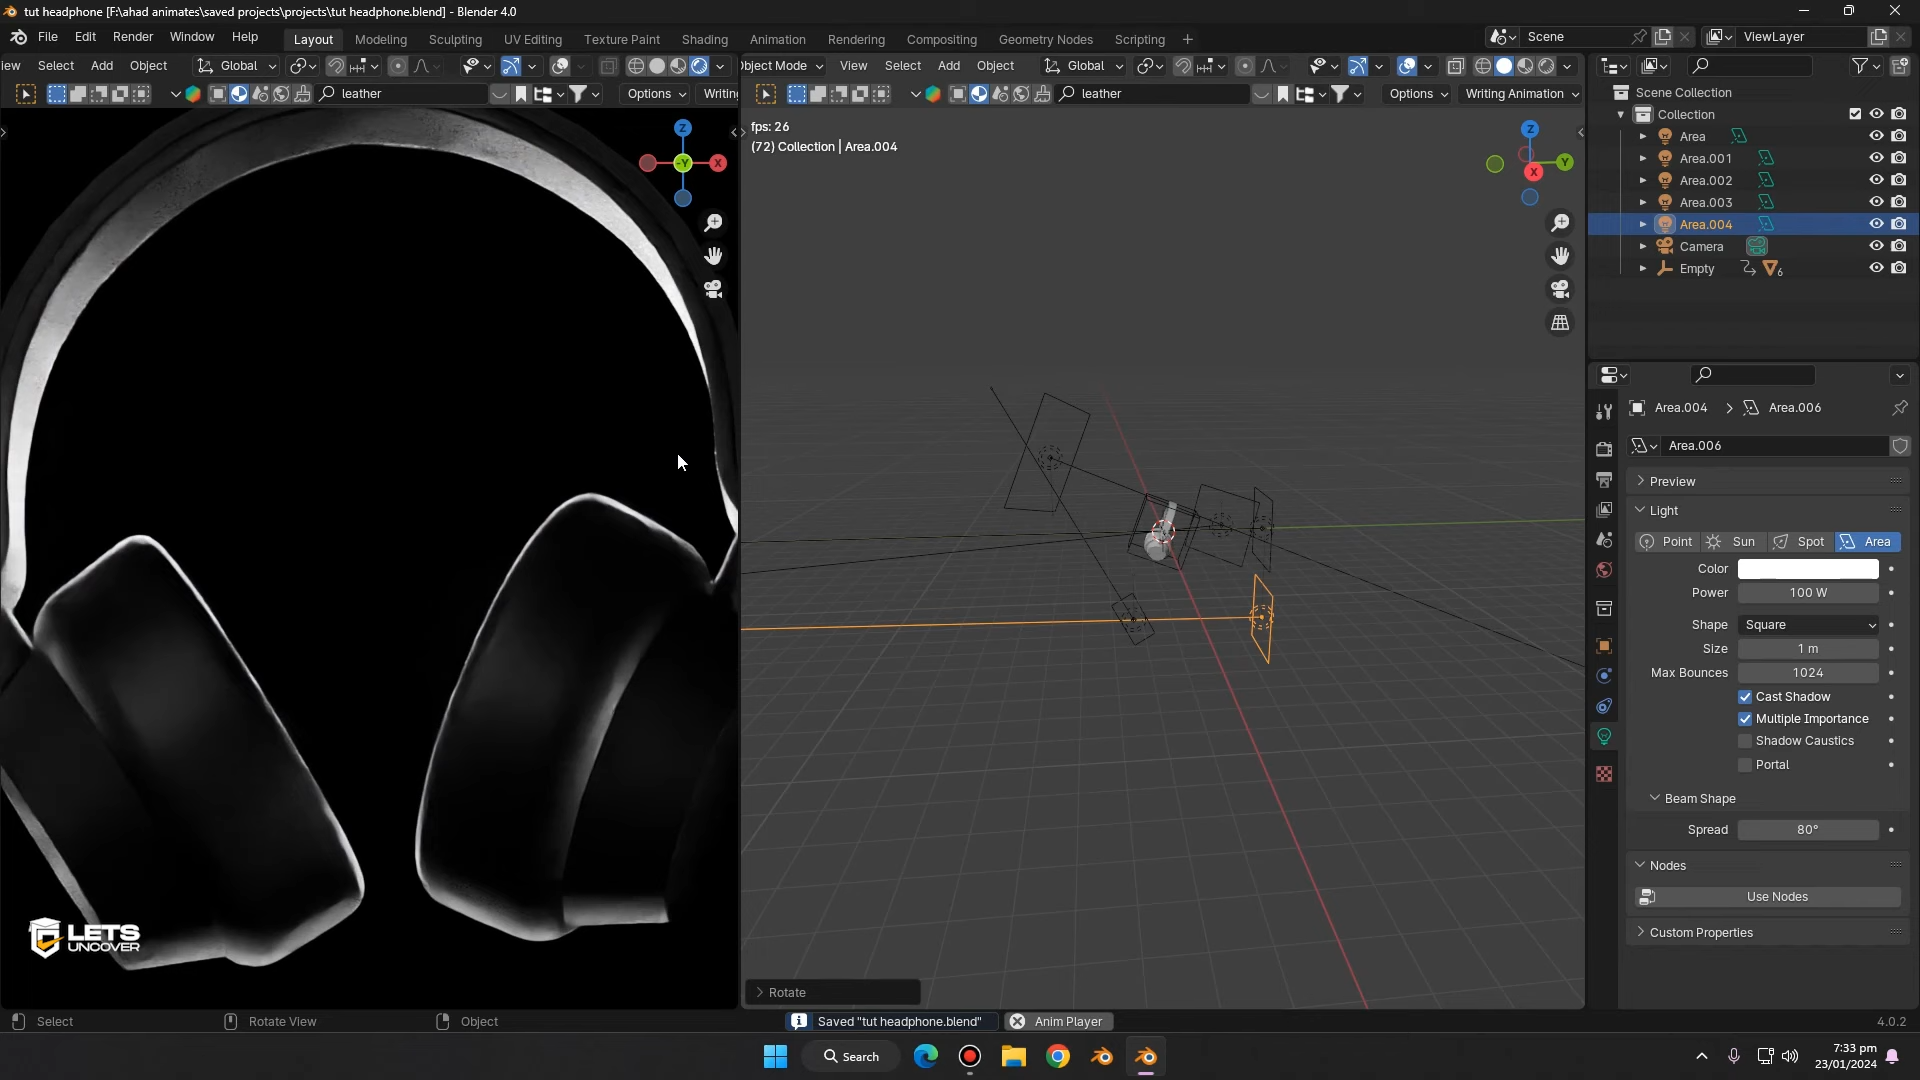 tut headphone [F:\ahad animates\saved projects\projects\tut headphone.blend] - Blender 4.0
File Edit Render Window Help Layout Modeling Sculpting UV Editing Texture Paint Shading Animation Rendering Compositing Geometry Nodes Scripting + Scene ViewLayer
iew Select Add Object Global
bject Mode View Select Add Object Global
leather Options Writing
leather Options Writing Animation
Z
-Y X
fps: 26
(72) Collection | Area.004
Z
Y
X
Scene Collection
Collection
Area
Area.001
Area.002
Area.003
Area.004
Camera
Empty 6
Area.004 > Area.006
Area.006
Preview
Light
Point Sun Spot Area
Color
Power 100 W
Shape Square
Size 1 m
Max Bounces 1024
Cast Shadow
Multiple Importance
Shadow Caustics
Portal
Beam Shape
Spread 80°
Nodes
Use Nodes
Custom Properties
LETS
UNCOVER
Rotate
Select Rotate View Object Saved "tut headphone.blend" Anim Player 4.0.2
Search
7:33 pm
23/01/2024